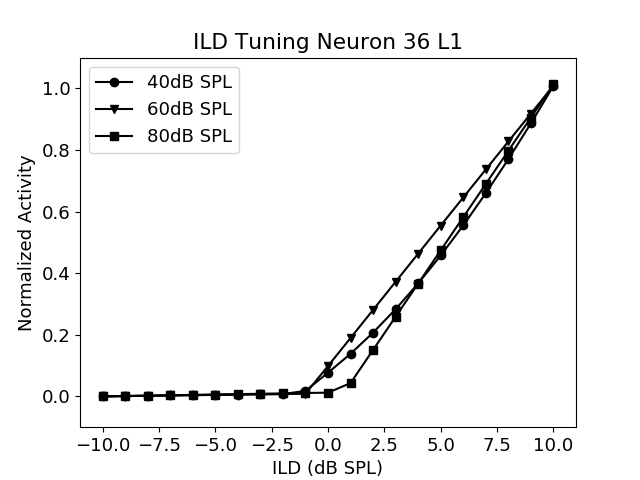 ILD Tuning Neuron 36 L1
40dB SPL
60dB SPL
80dB SPL
Normalized Activity
1.0
0.8
0.6
0.4
0.2
0.0
−10.0 −7.5 −5.0 −2.5 0.0 2.5 5.0 7.5 10.0
ILD (dB SPL)